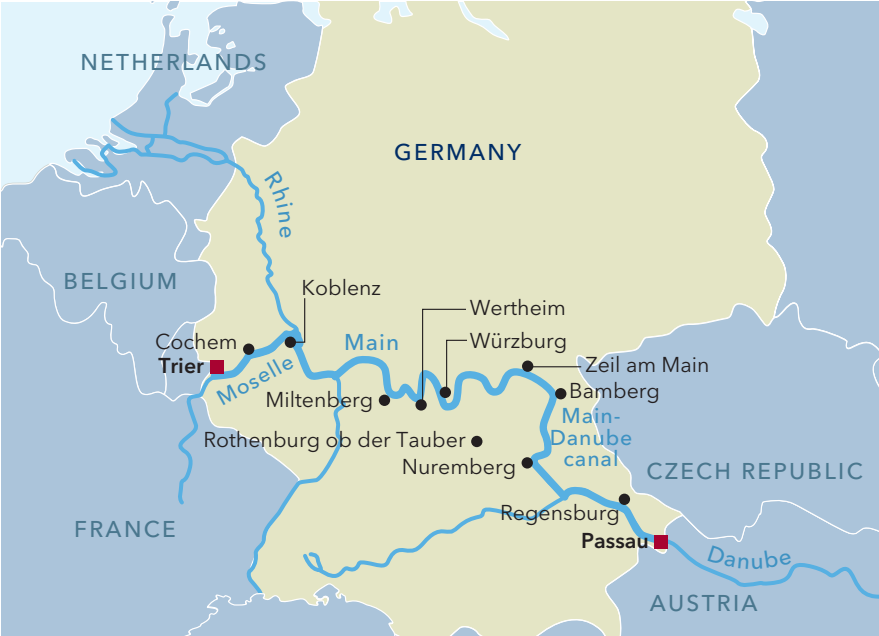 NETHERLANDS
GERMANY
Rhine
BELGIUM
Koblenz
Wertheim
Cochem
Main
Würzburg
Trier
Zeil am Main
Moselle
Miltenberg
Bamberg
Main-
Danube
canal
Rothenburg ob der Tauber
Nuremberg
CZECH REPUBLIC
Regensburg
FRANCE
Passau
Danube
AUSTRIA